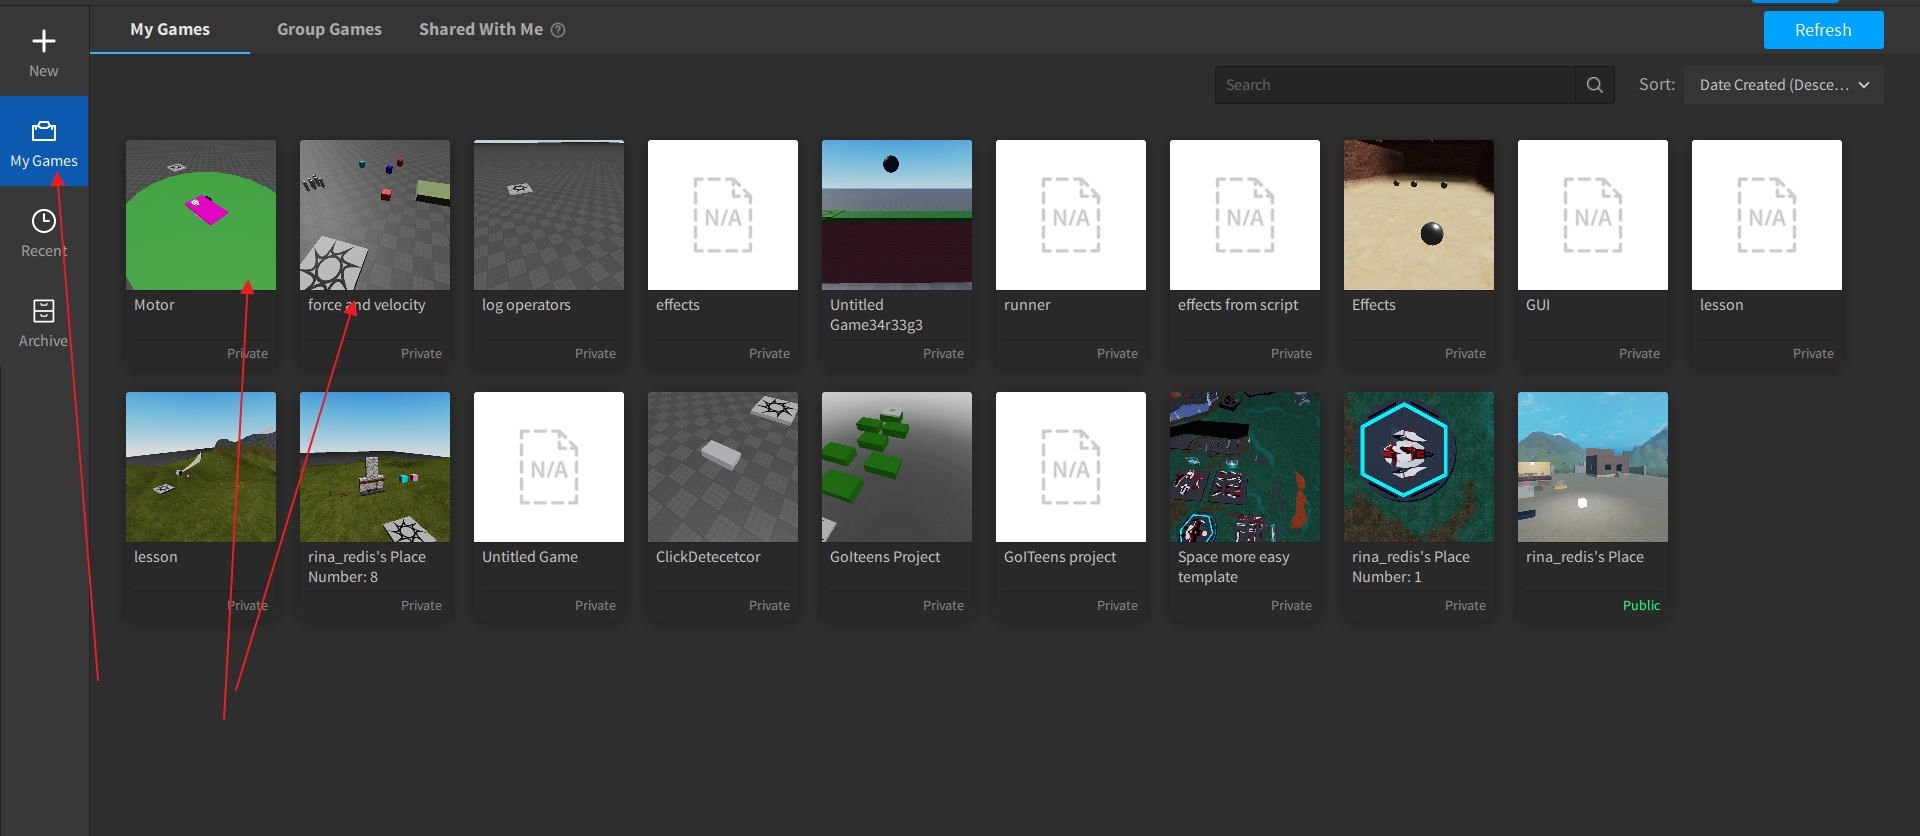 New
My Games
Recent
Archive
My Games
Group Games
Shared With Me
Refresh
Search
Sort:
Date Created (Desce...
Motor
Private
force and velocity
Private
log operators
Private
N/A
effects
Private
Untitled
Game34r33g3
Private
N/A
runner
Private
N/A
effects from script
Private
Effects
Private
N/A
GUI
Private
N/A
lesson
Private
lesson
Private
rina_redis's Place
Number: 8
Private
N/A
Untitled Game
Private
ClickDetecetcor
Private
GoIteens Project
Private
N/A
GoITeens project
Private
Space more easy
template
Private
rina_redis's Place
Number: 1
Private
rina_redis's Place
Public